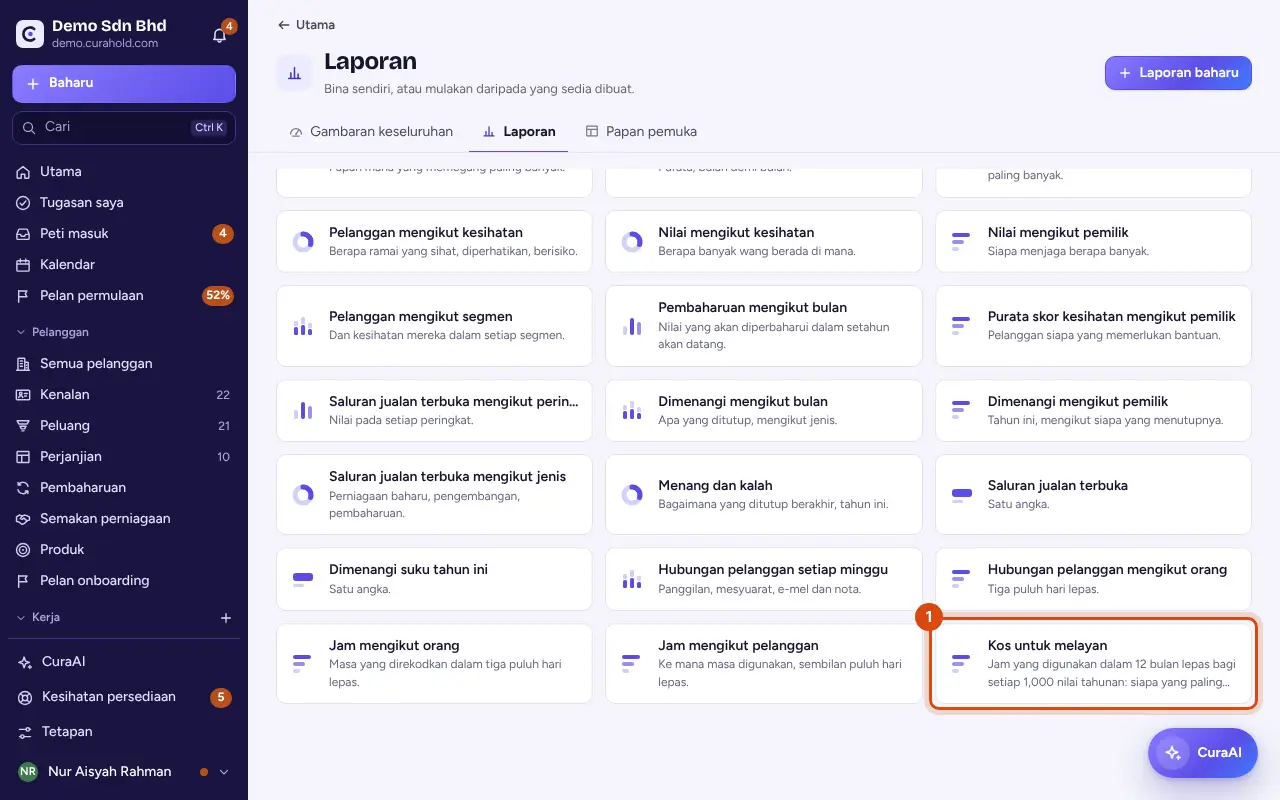 Demo Sdn Bhd
demo.curahold.com
4
Baharu
Cari
Ctrl K
Utama
Tugasan saya
Peti masuk
4
Kalendar
Pelan permulaan
52%
Pelanggan
Semua pelanggan
Kenalan
22
Peluang
21
Perjanjian
10
Pembaharuan
Semakan perniagaan
Produk
Pelan onboarding
Kerja
CuraAI
Kesihatan persediaan
5
Tetapan
NR
Nur Aisyah Rahman
Utama
Laporan
Bina sendiri, atau mulakan daripada yang sedia dibuat.
Laporan baharu
Gambaran keseluruhan
Laporan
Papan pemuka
paling banyak.
Pelanggan mengikut kesihatan
Berapa ramai yang sihat, diperhatikan, berisiko.
Nilai mengikut kesihatan
Berapa banyak wang berada di mana.
Nilai mengikut pemilik
Siapa menjaga berapa banyak.
Pelanggan mengikut segmen
Dan kesihatan mereka dalam setiap segmen.
Pembaharuan mengikut bulan
Nilai yang akan diperbaharui dalam setahun
akan datang.
Purata skor kesihatan mengikut pemilik
Pelanggan siapa yang memerlukan bantuan.
Saluran jualan terbuka mengikut perin...
Nilai pada setiap peringkat.
Dimenangi mengikut bulan
Apa yang ditutup, mengikut jenis.
Dimenangi mengikut pemilik
Tahun ini, mengikut siapa yang menutupnya.
Saluran jualan terbuka mengikut jenis
Perniagaan baharu, pengembangan,
pembaharuan.
Menang dan kalah
Bagaimana yang ditutup berakhir, tahun ini.
Saluran jualan terbuka
Satu angka.
Dimenangi suku tahun ini
Satu angka.
Hubungan pelanggan setiap minggu
Panggilan, mesyuarat, e-mel dan nota.
Hubungan pelanggan mengikut orang
Tiga puluh hari lepas.
Jam mengikut orang
Masa yang direkodkan dalam tiga puluh hari
lepas.
Jam mengikut pelanggan
Ke mana masa digunakan, sembilan puluh hari
lepas.
1
Kos untuk melayan
Jam yang digunakan dalam 12 bulan lepas bagi
setiap 1,000 nilai tahunan: siapa yang paling...
CuraAI